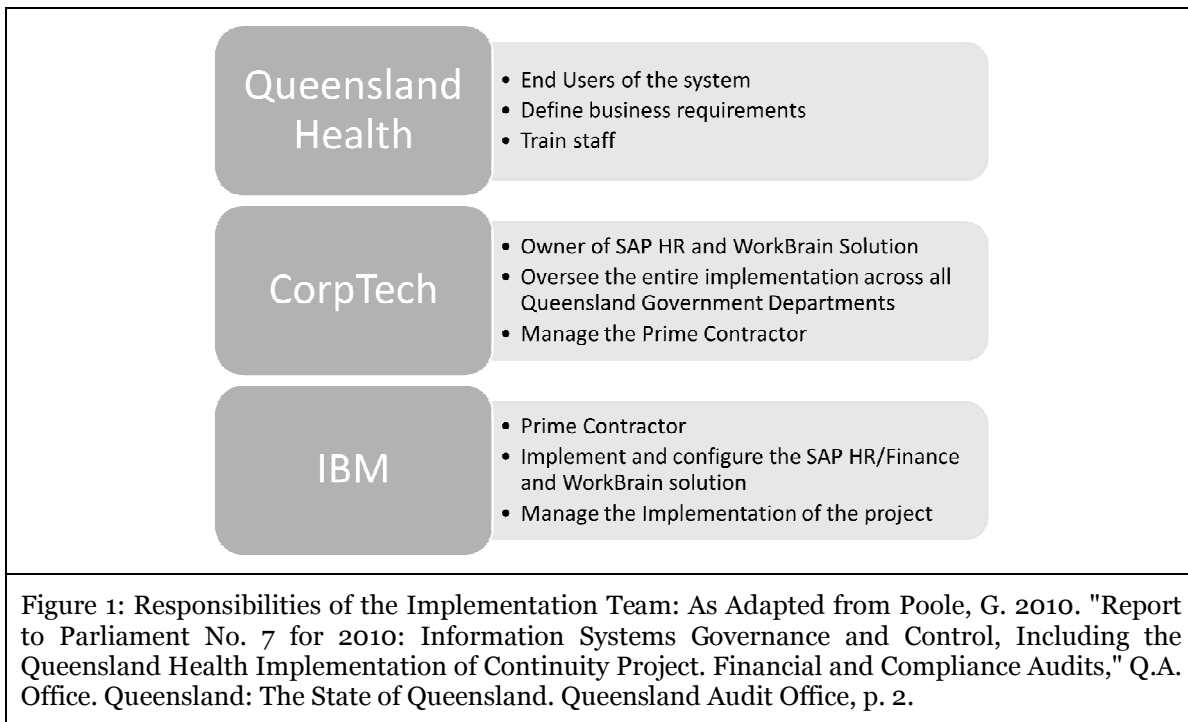 Queensland
Health
• End Users of the system
• Define business requirements
• Train staff
CorpTech
• Owner of SAP HR and WorkBrain Solution
• Oversee the entire implementation across all
Queensland Government Departments
• Manage the Prime Contractor
IBM
• Prime Contractor
• Implement and configure the SAP HR/Finance
and WorkBrain solution
• Manage the Implementation of the project
Figure 1: Responsibilities of the Implementation Team: As Adapted from Poole, G. 2010. "Report
to Parliament No. 7 for 2010: Information Systems Governance and Control, Including the
Queensland Health Implementation of Continuity Project. Financial and Compliance Audits," Q.A.
Office. Queensland: The State of Queensland. Queensland Audit Office, p. 2.